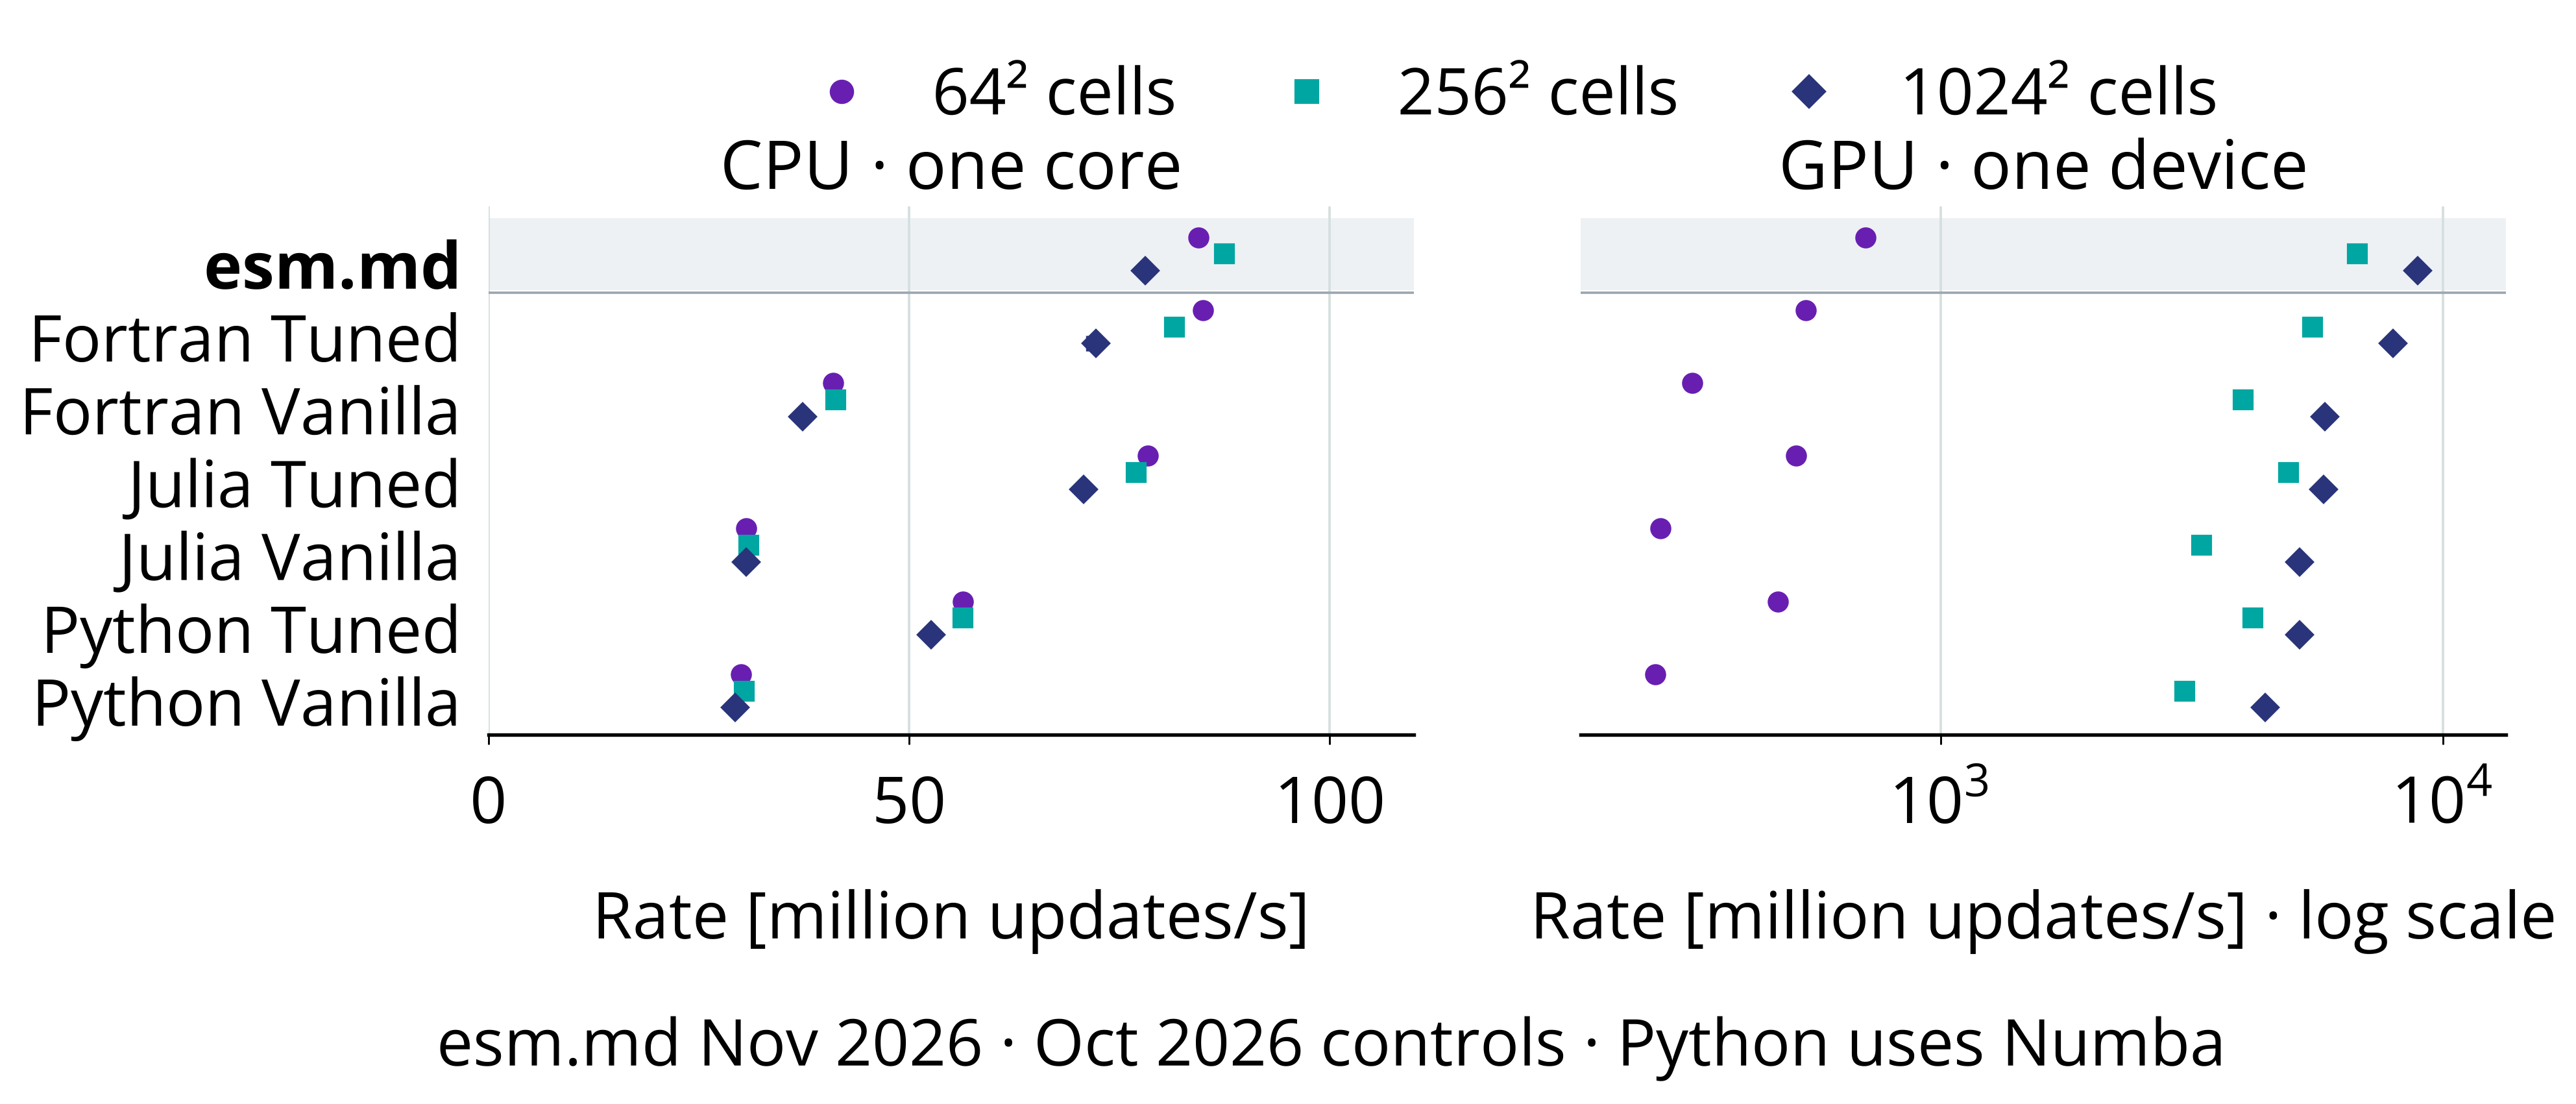 64² cells 256² cells 1024² cells
CPU · one core GPU · one device
esm.md
Fortran Tuned
Fortran Vanilla
Julia Tuned
Julia Vanilla
Python Tuned
Python Vanilla
0 50 100 10³ 10⁴
Rate [million updates/s] Rate [million updates/s] · log scale
esm.md Nov 2026 · Oct 2026 controls · Python uses Numba